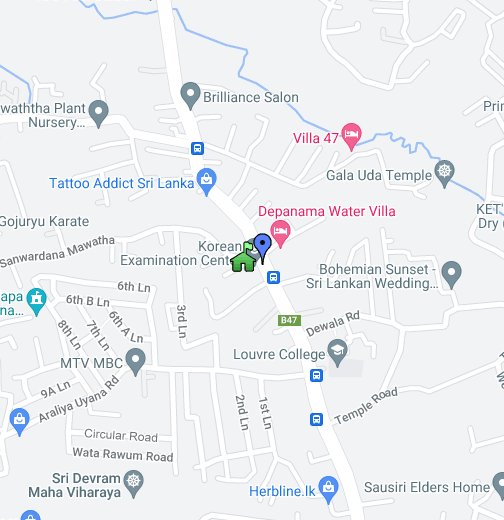 Brilliance Salon
waththa Plant
Nursery...
Villa 47
Prin
Gala Uda Temple
Tattoo Addict Sri Lanka
Depanama Water Villa
KET'
Dry (
Gojuryu Karate
Sanwardana Mawatha
Korean
Examination Cent
Bohemian Sunset -
Sri Lankan Wedding...
apa
na...
6th Ln
6th B Ln
6th A Ln
7th Ln
8th Ln
3rd Ln
B47
Dewala Rd
MTV MBC
Louvre College
9A Ln
Araliya Uyana Rd
2nd Ln
1st Ln
Temple Road
Circular Road
Wata Rawum Road
Sri Devram
Maha Viharaya
Herbline.lk
Sausiri Elders Home